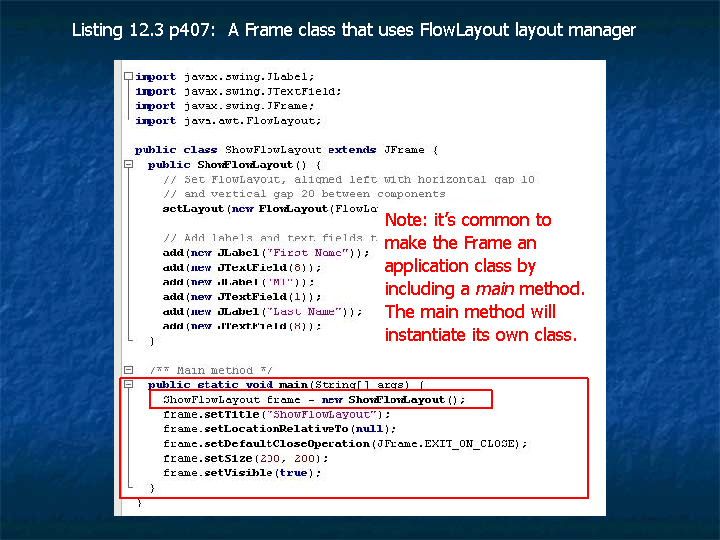 Listing 12.3 p407: A Frame class that uses FlowLayout layout manager
import javax.swing.JLabel;
import javax.swing.JTextField;
import javax.swing.JFrame;
import java.awt.FlowLayout;
public class ShowFlowLayout extends JFrame {
public ShowFlowLayout() {
// Set FlowLayout, aligned left with horizontal gap 10
// and vertical gap 20 between components
setLayout(new FlowLayout(FlowLa
// Add labels and text fields t
add(new JLabel("First Name"));
add(new JTextField(8));
add(new JLabel("MI"));
add(new JTextField(1));
add(new JLabel("Last Name"));
add(new JTextField(8));
}
Note: it's common to
make the Frame an
application class by
including a main method.
The main method will
instantiate its own class.
/** Main method */
public static void main(String[] args) {
ShowFlowLayout frame = new ShowFlowLayout();
frame.setTitle("ShowFlowLayout");
frame.setLocationRelativeTo(null);
frame.setDefaultCloseOperation(JFrame.EXIT_ON_CLOSE);
frame.setSize(200, 200);
frame.setVisible(true);
}
}